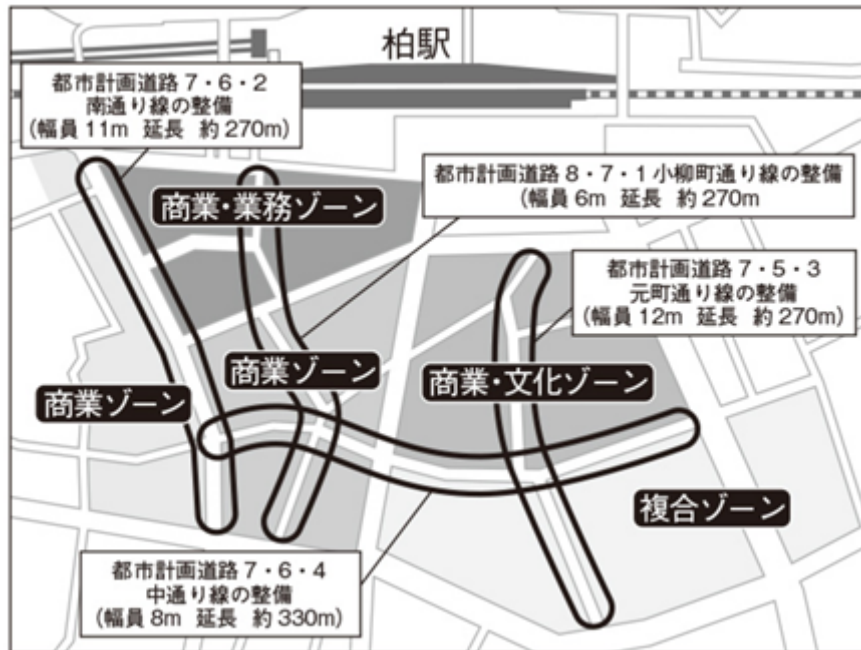 柏駅
都市計画道路 7・6・2
南通り線の整備
(幅員 11m 延長 約 270m)
都市計画道路 8・7・1 小柳町通り線の整備
(幅員 6m 延長 約 270m
商業・業務ゾーン
都市計画道路 7・5・3
元町通り線の整備
(幅員 12m 延長 約 270m)
商業ゾーン
商業ゾーン
商業・文化ゾーン
複合ゾーン
都市計画道路 7・6・4
中通り線の整備
(幅員 8m 延長 約 330m)